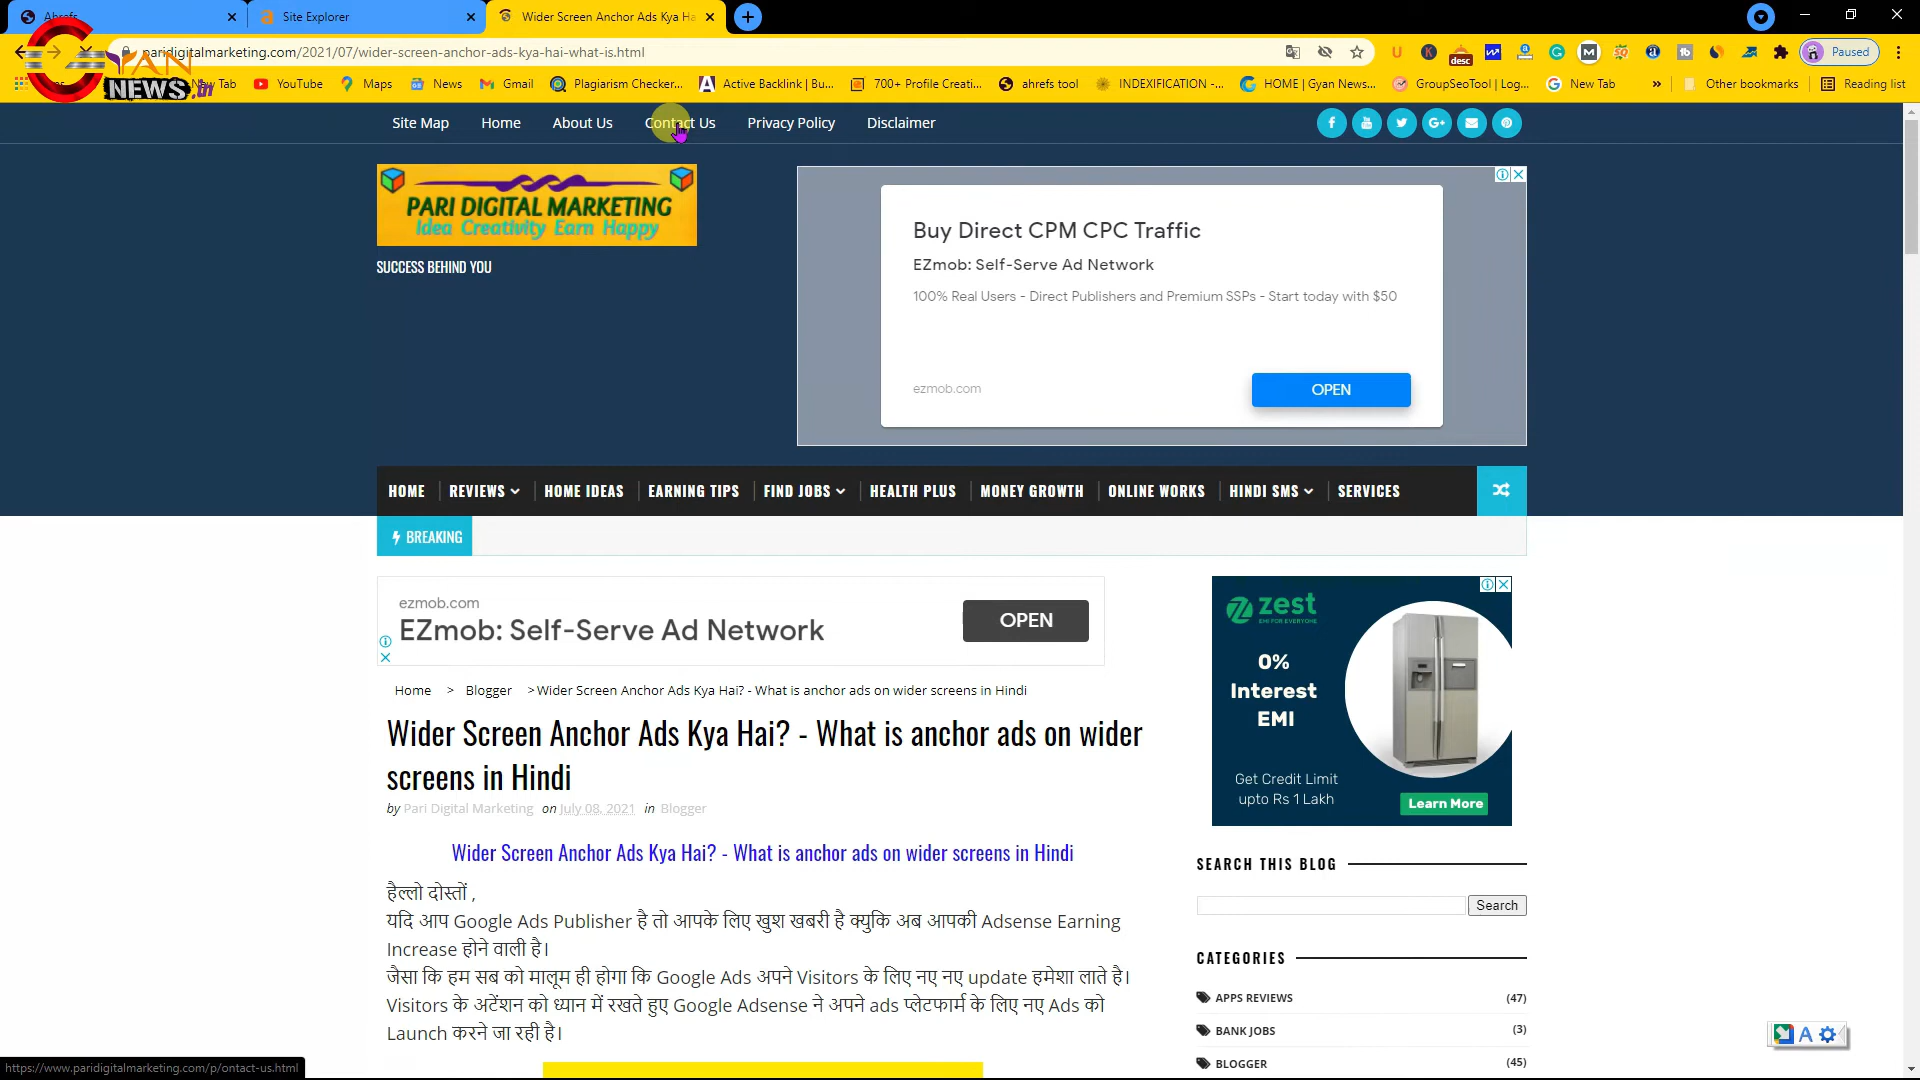 Ahrefs
Site Explorer
Wider Screen Anchor Ads Kya Ha
paridigitalmarketing.com/2021/07/wider-screen-anchor-ads-kya-hai-what-is.html
Paused
New Tab
YouTube
Maps
News
Gmail
Plagiarism Checker...
Active Backlink | Bu...
700+ Profile Creati...
ahrefs tool
INDEXIFICATION -...
HOME | Gyan News...
GroupSeoTool | Log...
New Tab
»
Other bookmarks
Reading list
GYAN
NEWS.in
desc
Site Map
Home
About Us
Contact Us
Privacy Policy
Disclaimer
PARI DIGITAL MARKETING
Idea Creativity Earn Happy
SUCCESS BEHIND YOU
Buy Direct CPM CPC Traffic
EZmob: Self-Serve Ad Network
100% Real Users - Direct Publishers and Premium SSPs - Start today with $50
ezmob.com
OPEN
HOME
REVIEWS
HOME IDEAS
EARNING TIPS
FIND JOBS
HEALTH PLUS
MONEY GROWTH
ONLINE WORKS
HINDI SMS
SERVICES
BREAKING
ezmob.com
EZmob: Self-Serve Ad Network
OPEN
zest
EMI FOR EVERYONE
0%
Interest
EMI
Get Credit Limit
upto Rs 1 Lakh
Learn More
Home > Blogger >Wider Screen Anchor Ads Kya Hai? - What is anchor ads on wider screens in Hindi
Wider Screen Anchor Ads Kya Hai? - What is anchor ads on wider
screens in Hindi
by Pari Digital Marketing on July 08, 2021 in Blogger
Wider Screen Anchor Ads Kya Hai? - What is anchor ads on wider screens in Hindi
हैल्लो दोस्तों ,
यदि आप Google Ads Publisher है तो आपके लिए खुश खबरी है क्युकि अब आपकी Adsense Earning
Increase होने वाली है।
जैसा कि हम सब को मालूम ही होगा कि Google Ads अपने Visitors के लिए नए नए update हमेशा लाते है।
Visitors के अटेंशन को ध्यान में रखते हुए Google Adsense ने अपने ads प्लेटफार्म के लिए नए Ads को
Launch करने जा रही है।
SEARCH THIS BLOG
Search
CATEGORIES
APPS REVIEWS (47)
BANK JOBS (3)
BLOGGER (45)
https://www.paridigitalmarketing.com/p/ontact-us.html